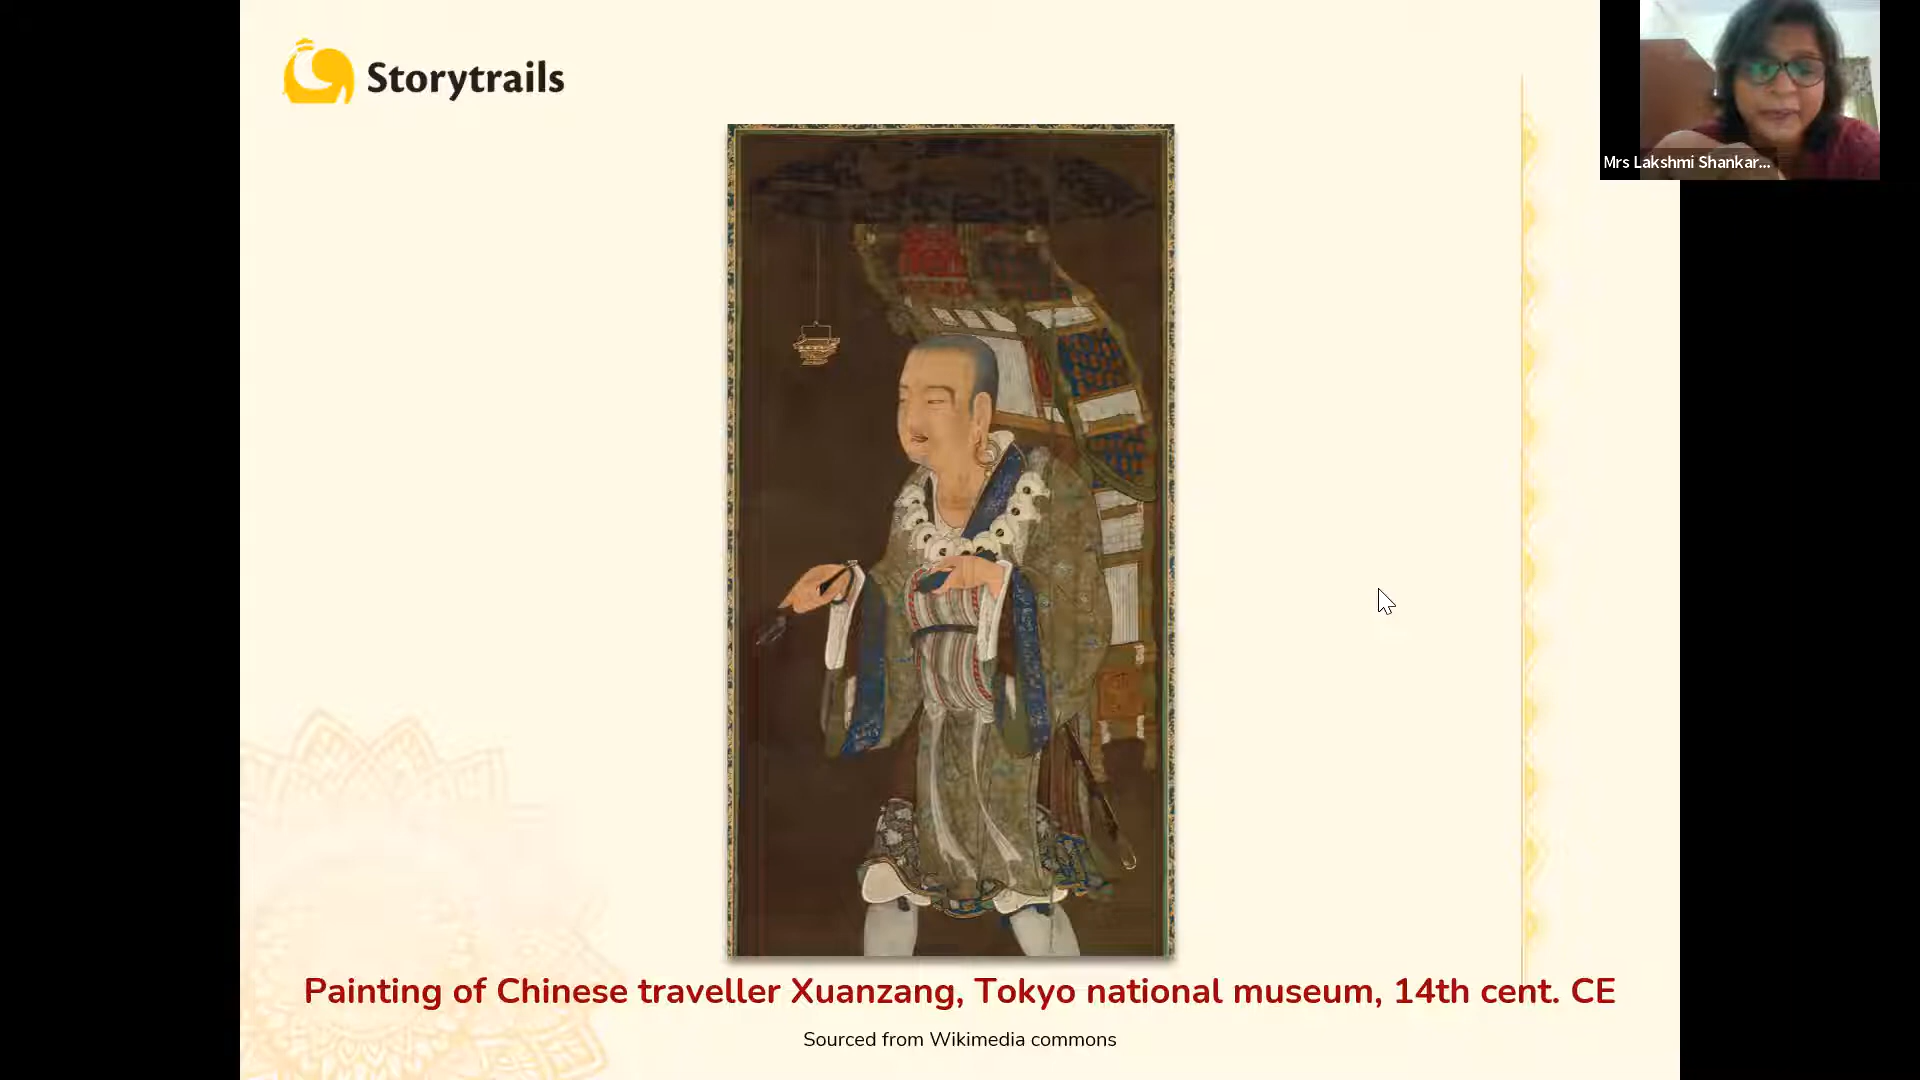 Storytrails
Mrs Lakshmi Shankar...
Painting of Chinese traveller Xuanzang, Tokyo national museum, 14th cent. CE
Sourced from Wikimedia commons